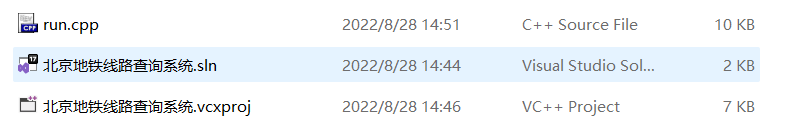 run.cpp 2022/8/28 14:51 C++ Source File 10 KB
北京地铁线路查询系统.sln 2022/8/28 14:44 Visual Studio Sol... 2 KB
北京地铁线路查询系统.vcxproj 2022/8/28 14:46 VC++ Project 7 KB